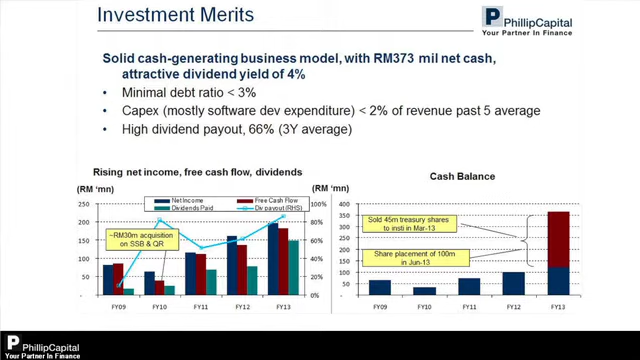 Investment Merits
PhillipCapital
Your Partner In Finance
Solid cash-generating business model, with RM373 mil net cash,
attractive dividend yield of 4%
• Minimal debt ratio < 3%
• Capex (mostly software dev expenditure) < 2% of revenue past 5 average
• High dividend payout, 66% (3Y average)
Rising net income, free cash flow, dividends
(RM 'mn)
Net Income
Free Cash Flow
Dividends Paid
Div payout (RHS)
250
200
150
100
50
-
100%
80%
60%
40%
20%
0%
~RM30m acquisition
on SSB & QR
FY09
FY10
FY11
FY12
FY13
Cash Balance
(RM 'mn)
400
350
300
250
200
150
100
50
-
Sold 45m treasury shares
to insti in Mar-13
Share placement of 100m
in Jun-13
FY09
FY10
FY11
FY12
FY13
PhillipCapital
Your Partner In Finance